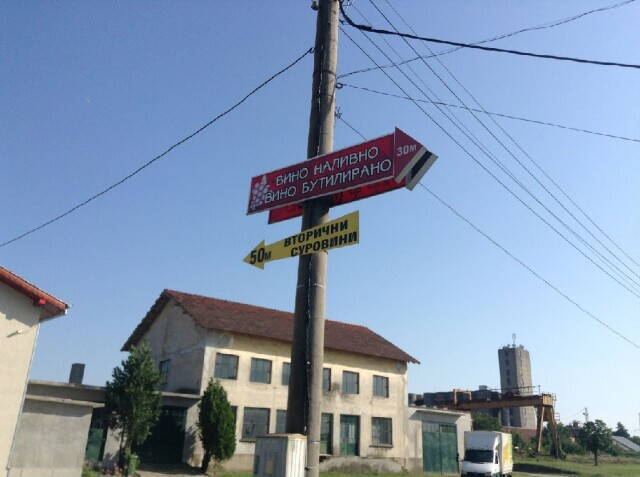 ВИНО НАЛИВНО
ВИНО БУТИЛИРАНО
30М
ВТОРИЧНИ
СУРОВИНИ
50м